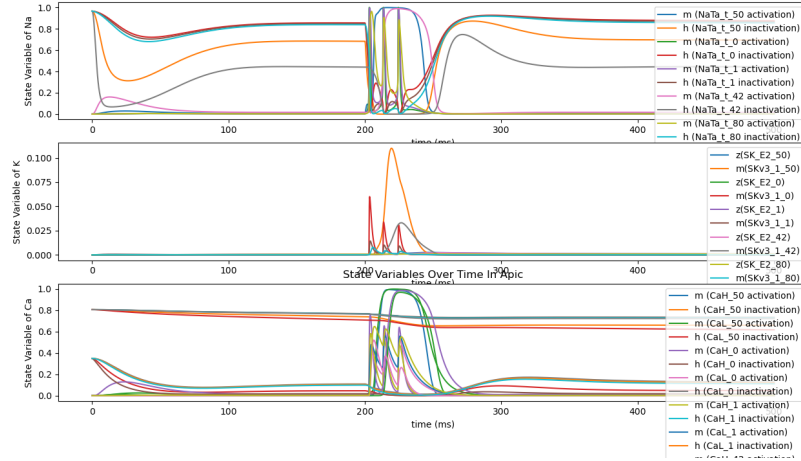 State Variable of Na
1.0
0.8
0.6
0.4
0.2
0.0
0
100
200
300
400
time (ms)
m (NaTa_t_50 activation)
h (NaTa_t_50 inactivation)
m (NaTa_t_0 activation)
h (NaTa_t_0 inactivation)
m (NaTa_t_1 activation)
h (NaTa_t_1 inactivation)
m (NaTa_t_42 activation)
h (NaTa_t_42 inactivation)
m (NaTa_t_80 activation)
h (NaTa_t_80 inactivation)
State Variable of K
0.100
0.075
0.050
0.025
0.000
0
100
200
300
400
z(SK_E2_50)
m(SKv3_1_50)
z(SK_E2_0)
m(SKv3_1_0)
z(SK_E2_1)
m(SKv3_1_1)
z(SK_E2_42)
m(SKv3_1_42)
z(SK_E2_80)
m(SKv3_1_80)
State Variables Over Time In Apic
State Variable of Ca
1.0
0.8
0.6
0.4
0.2
0.0
0
100
200
300
400
time (ms)
m (CaH_50 activation)
h (CaH_50 inactivation)
m (CaL_50 activation)
h (CaL_50 inactivation)
m (CaH_0 activation)
h (CaH_0 inactivation)
m (CaL_0 activation)
h (CaL_0 inactivation)
m (CaH_1 activation)
h (CaH_1 inactivation)
m (CaL_1 activation)
h (CaL_1 inactivation)